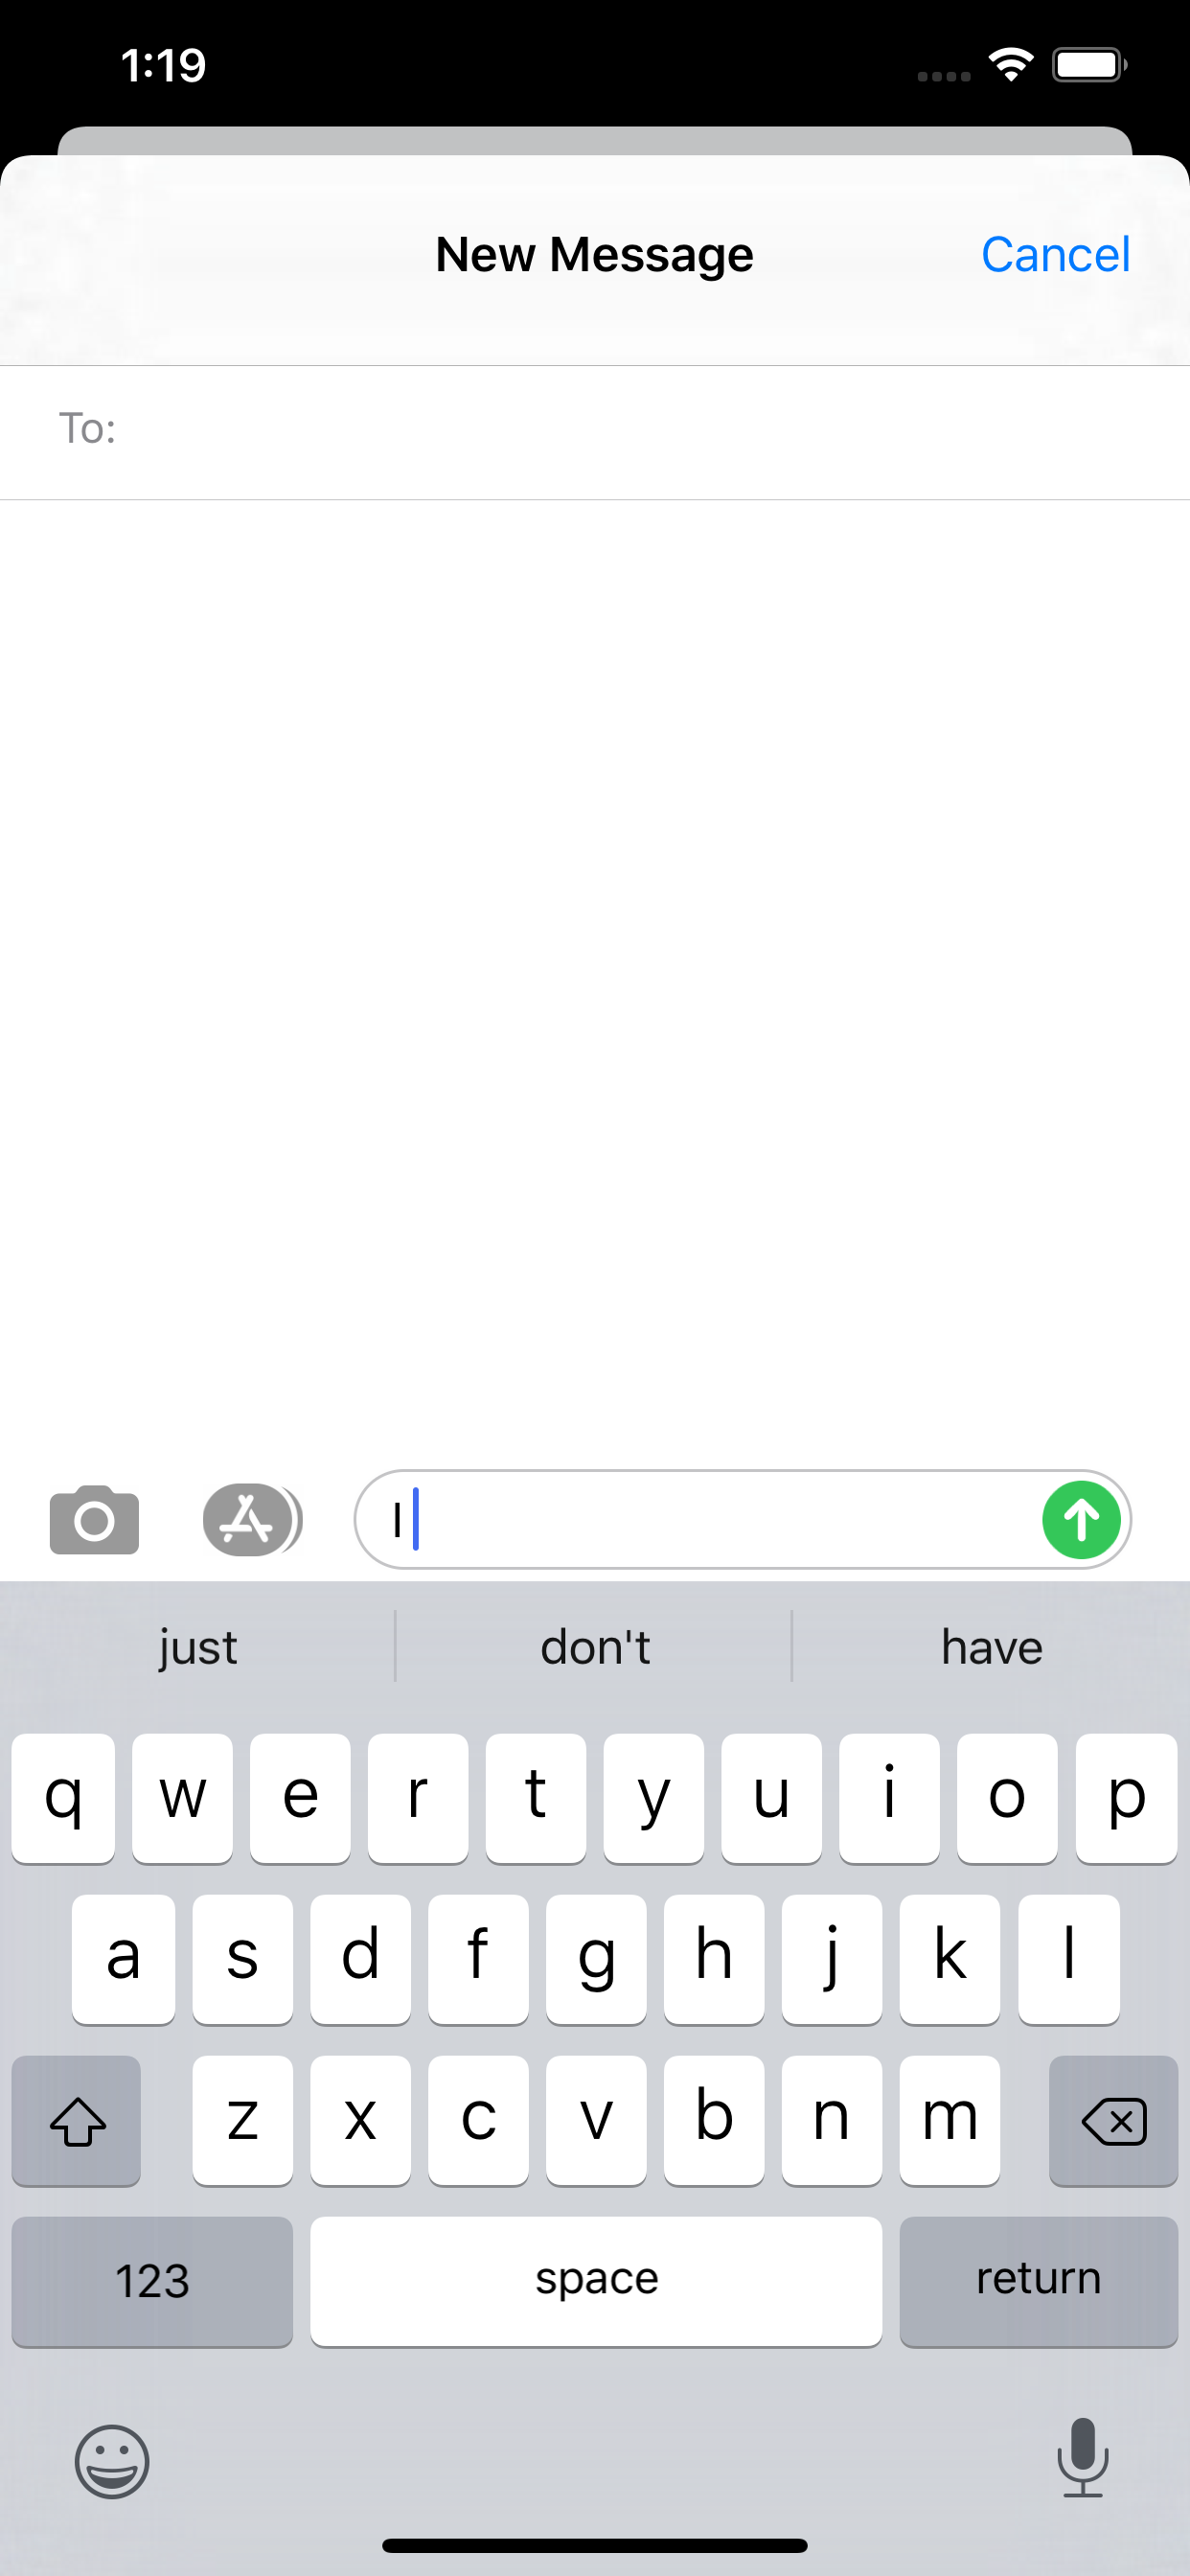 1:19
New Message Cancel
To:
I
just don't have
q w e r t y u i o p
a s d f g h j k l
z x c v b n m
123 space return